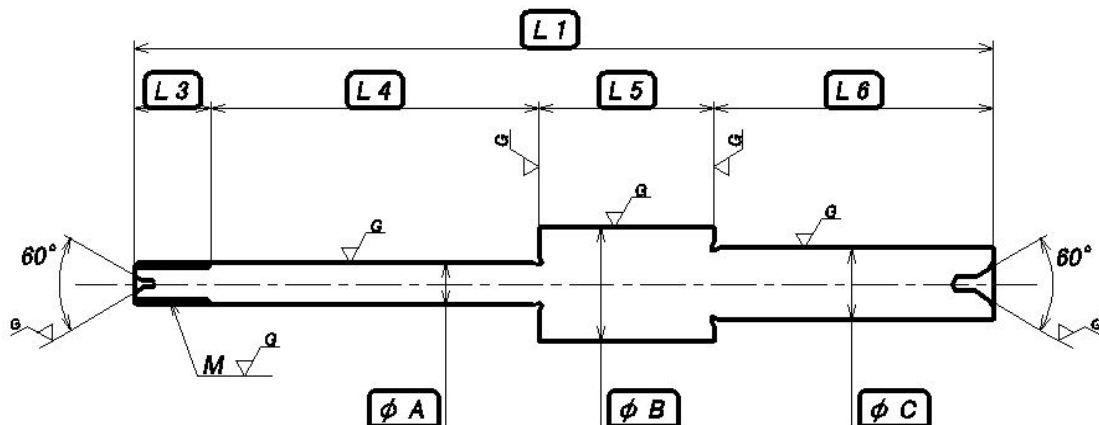 L 1
L 3 L 4 L 5 L 6
G G
G G G G
60° 60°
G G
M G
φ A φ B φ C